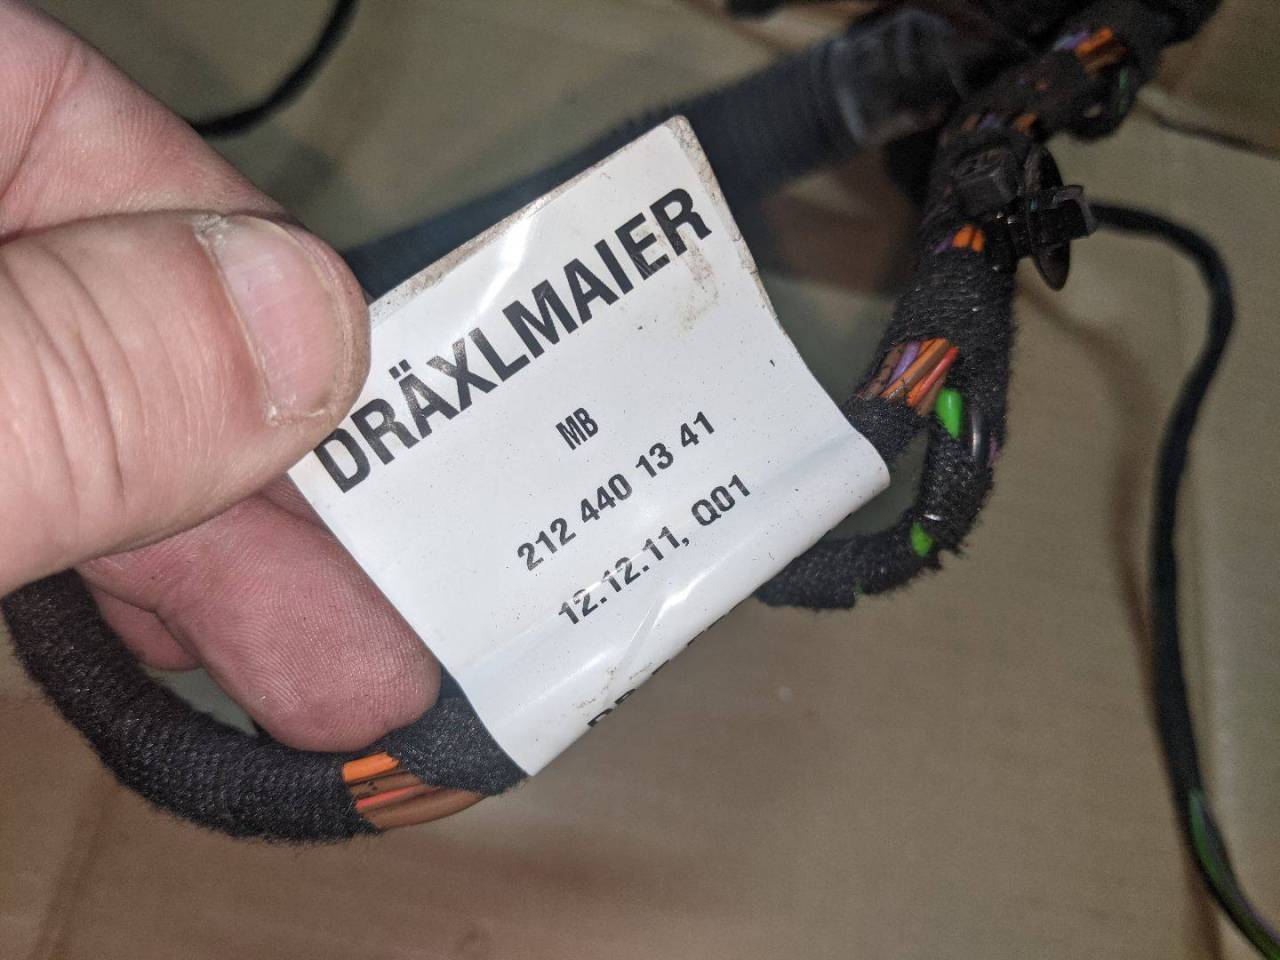 DRÄXLMAIER
MB
212 440 13 41
12.12.11, Q01